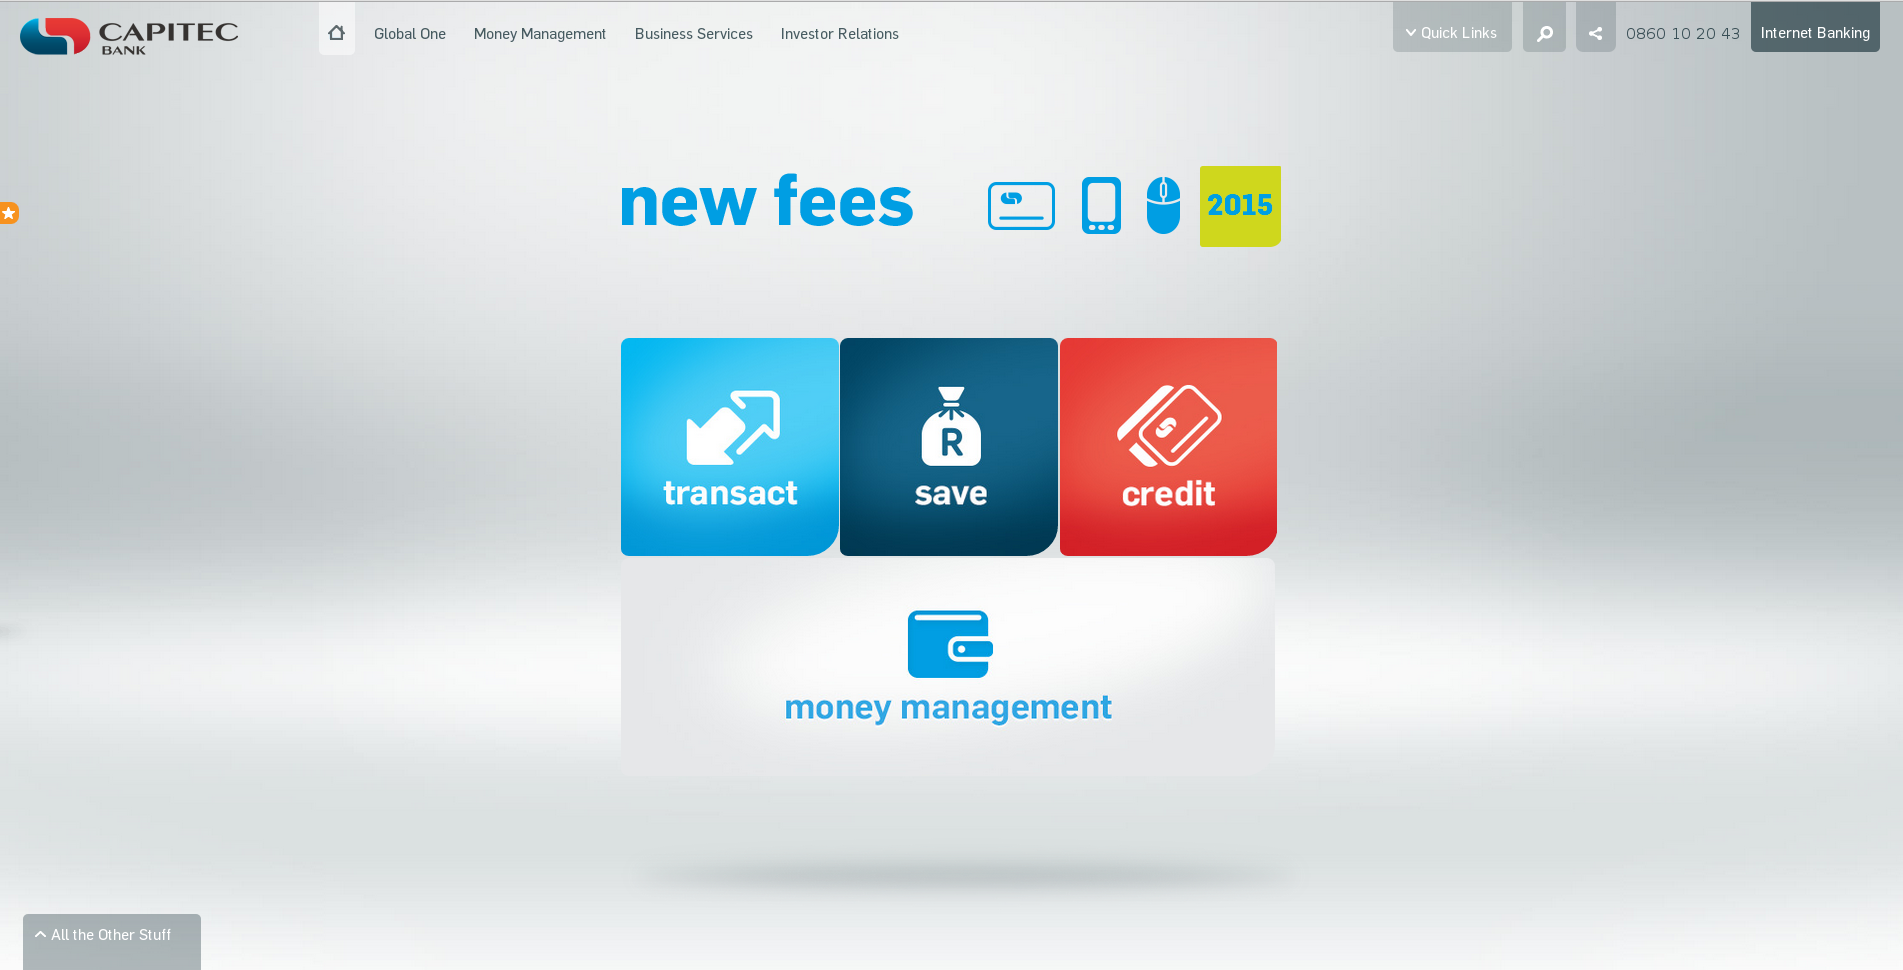 CAPITEC
BANK
Global One
Money Management
Business Services
Investor Relations
Quick Links
0860 10 20 43
Internet Banking
new fees
2015
transact
R
save
credit
money management
All the Other Stuff